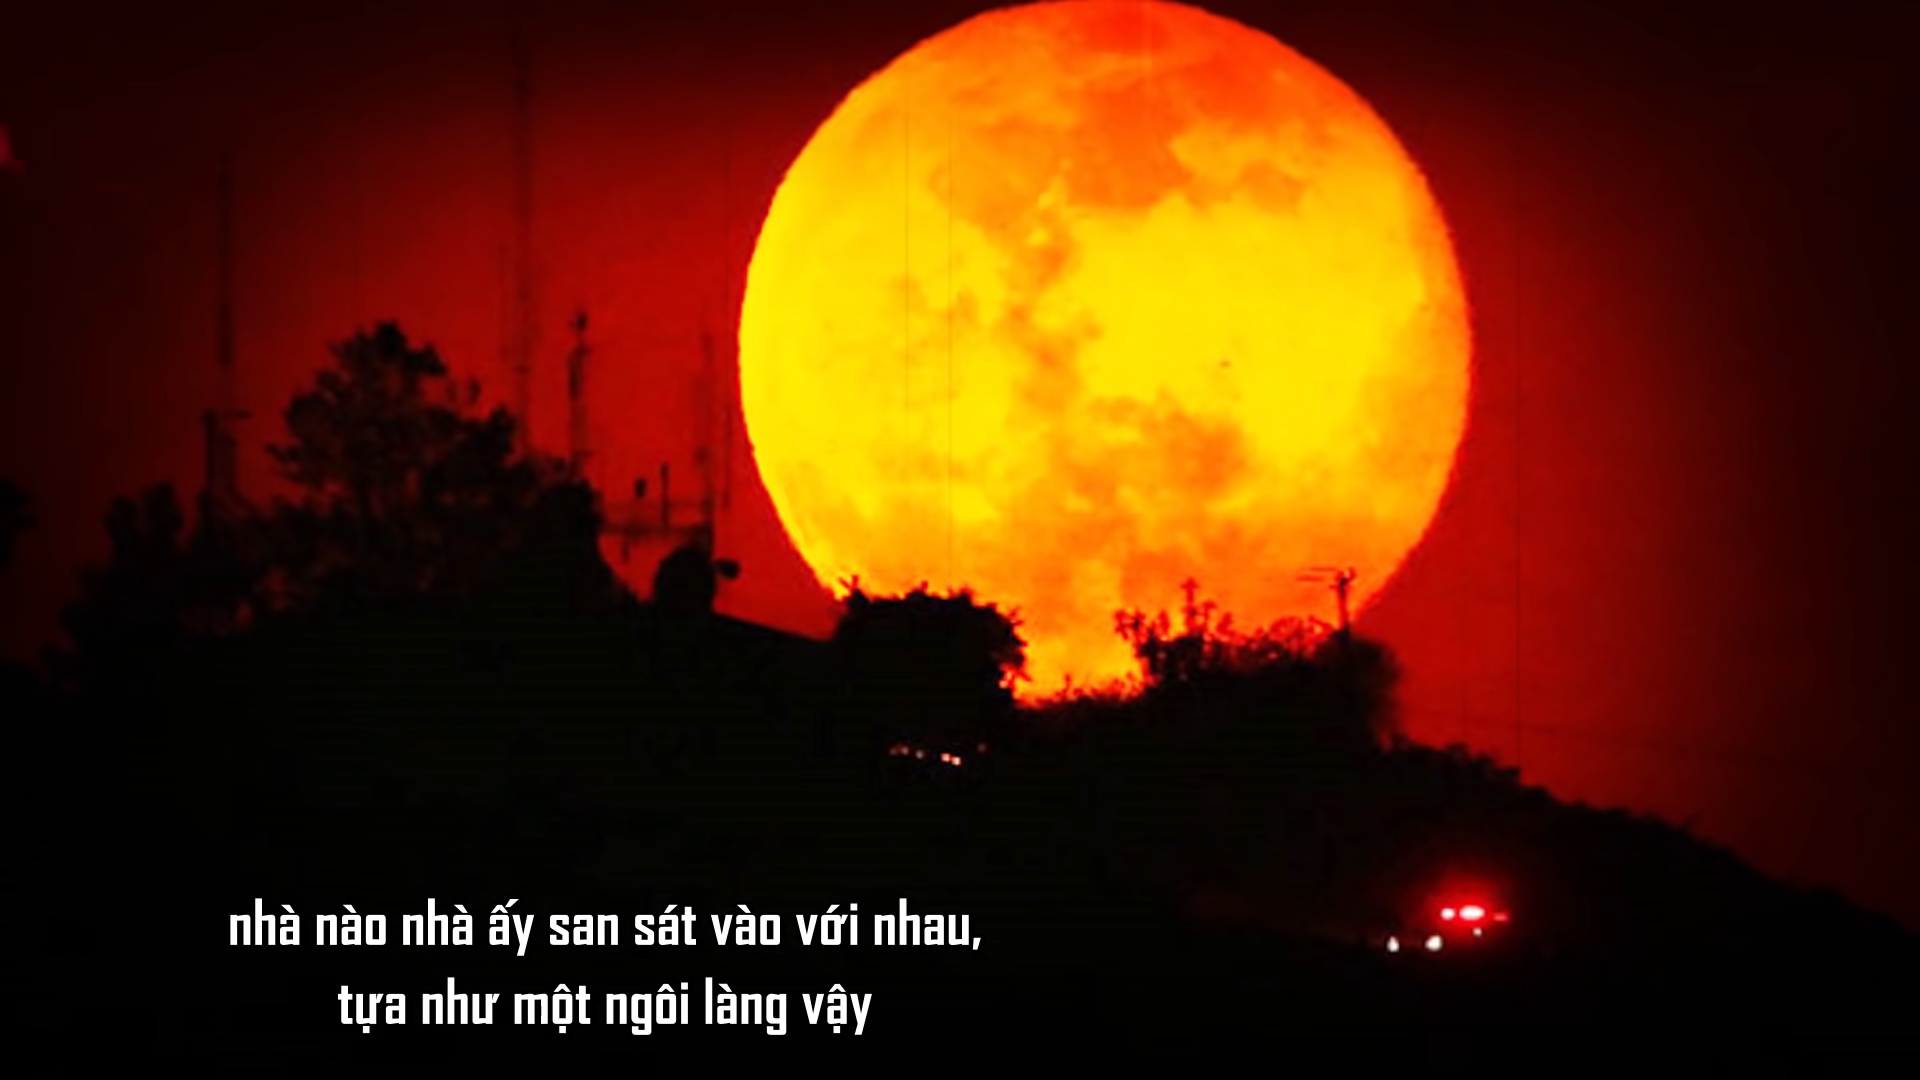 nhà nào nhà ấy san sát vào với nhau,
tựa như một ngôi làng vậy